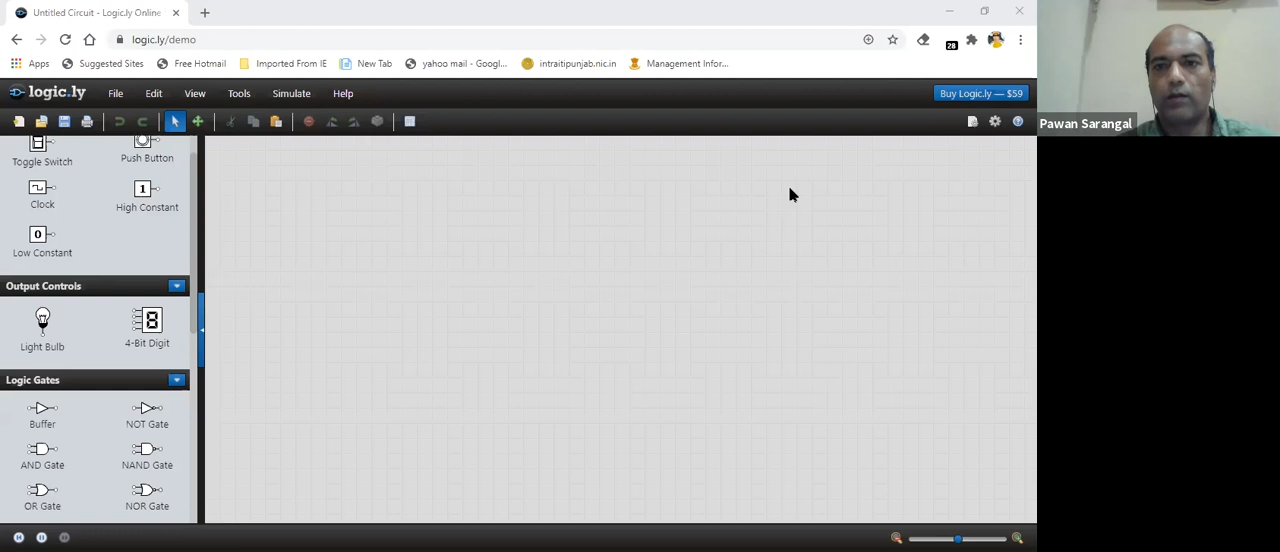 Untitled Circuit - Logic.ly Online
logic.ly/demo
28
Apps Suggested Sites Free Hotmail Imported From IE New Tab yahoo mail - Googl... intraitipunjab.nic.in Management Infor...
logic.ly File Edit View Tools Simulate Help Buy Logic.ly — $59
Pawan Sarangal
Toggle Switch Push Button
1
Clock High Constant
0
Low Constant
Output Controls
8
Light Bulb 4-Bit Digit
Logic Gates
Buffer NOT Gate
AND Gate NAND Gate
OR Gate NOR Gate